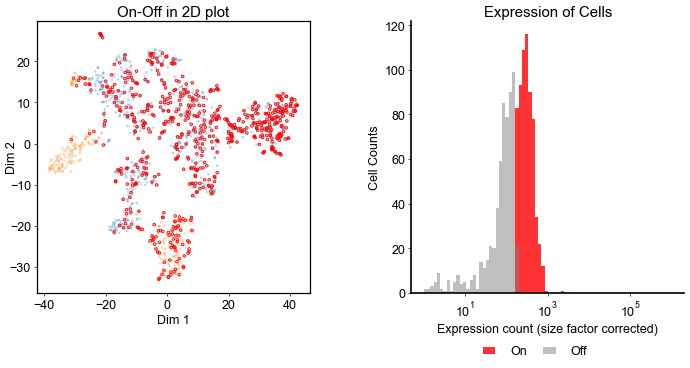 On-Off in 2D plot
20
10
0
−10
−20
−30
Dim 2
−40
−20
0
20
40
Dim 1
Expression of Cells
120
100
80
60
40
20
0
Cell Counts
10^1
10^3
10^5
Expression count (size factor corrected)
On
Off